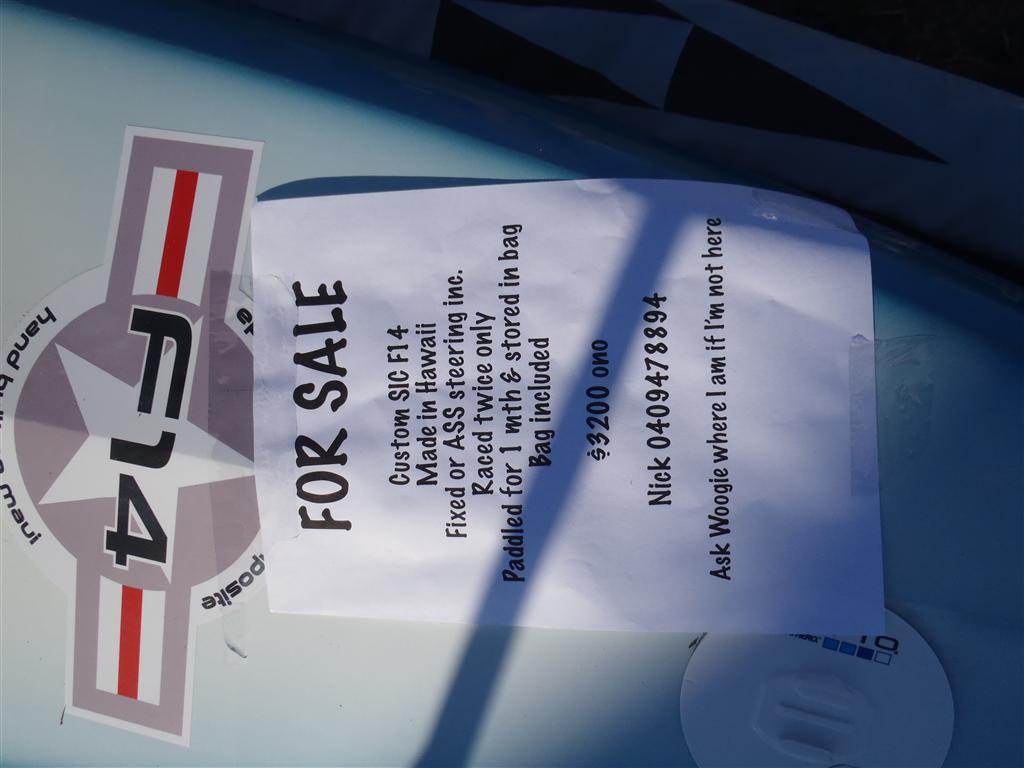 F14
posite
FOR SALE
Custom SIC F14
Made in Hawaii
Fixed or ASS steering inc.
Raced twice only
Paddled for 1 mth & stored in bag
Bag included
$3200 ono
Nick 0409478894
Ask Woogie where I am if I'm not here